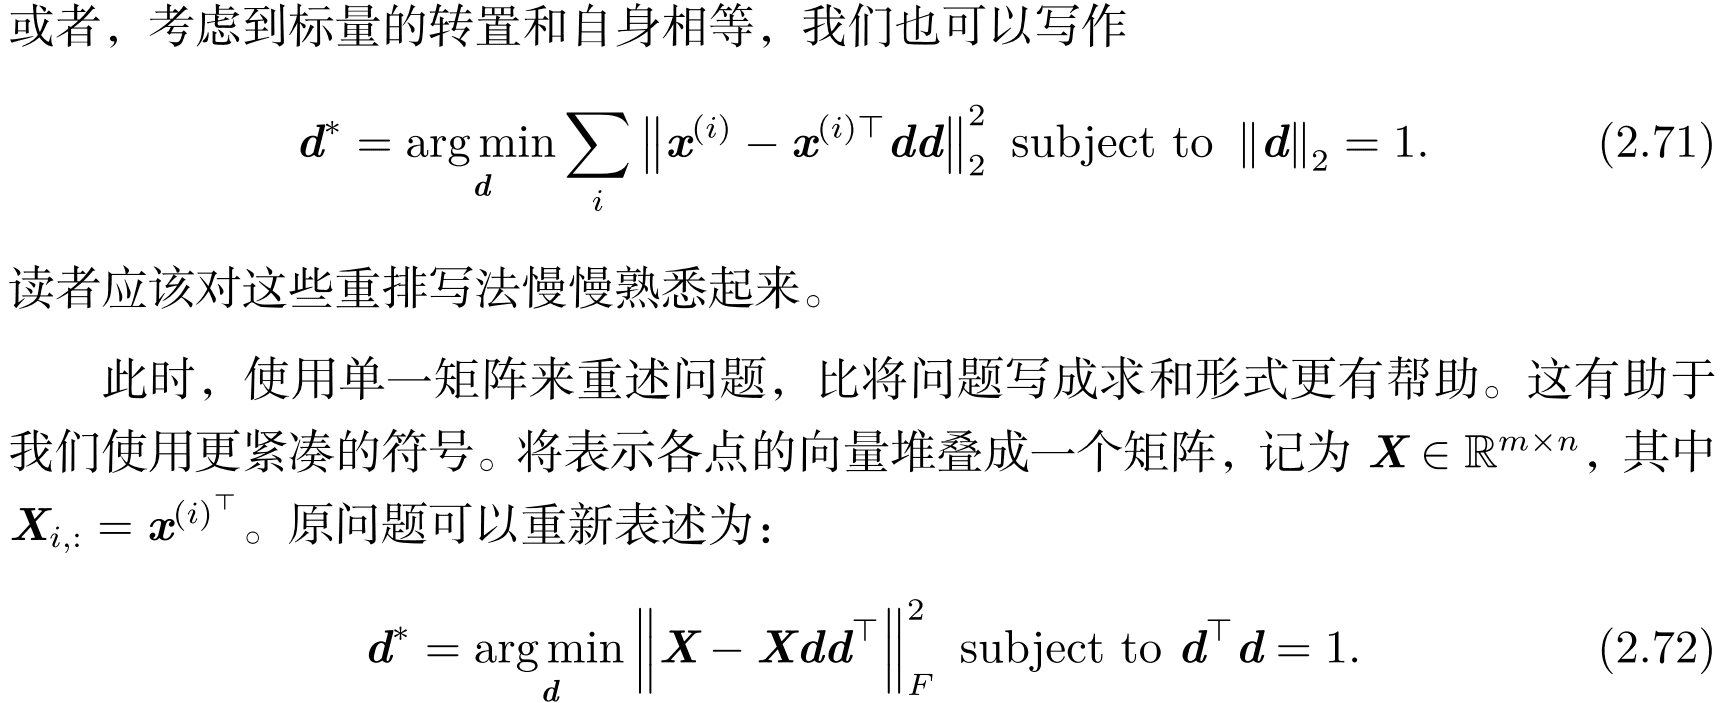 或者，考虑到标量的转置和自身相等，我们也可以写作
$\boldsymbol{d}^* = \underset{\boldsymbol{d}}{\arg\min} \sum_i \left\| \boldsymbol{x}^{(i)} - \boldsymbol{x}^{(i)\top} \boldsymbol{d}\boldsymbol{d} \right\|_2^2 \text{ subject to } \|\boldsymbol{d}\|_2 = 1.$ (2.71)
读者应该对这些重排写法慢慢熟悉起来。
此时，使用单一矩阵来重述问题，比将问题写成求和形式更有帮助。这有助于
我们使用更紧凑的符号。将表示各点的向量堆叠成一个矩阵，记为 $\boldsymbol{X} \in \mathbb{R}^{m \times n}$，其中
$\boldsymbol{X}_{i,:} = \boldsymbol{x}^{(i)^\top}$。原问题可以重新表述为：
$\boldsymbol{d}^* = \underset{\boldsymbol{d}}{\arg\min} \left\| \boldsymbol{X} - \boldsymbol{X}\boldsymbol{d}\boldsymbol{d}^\top \right\|_F^2 \text{ subject to } \boldsymbol{d}^\top \boldsymbol{d} = 1.$ (2.72)